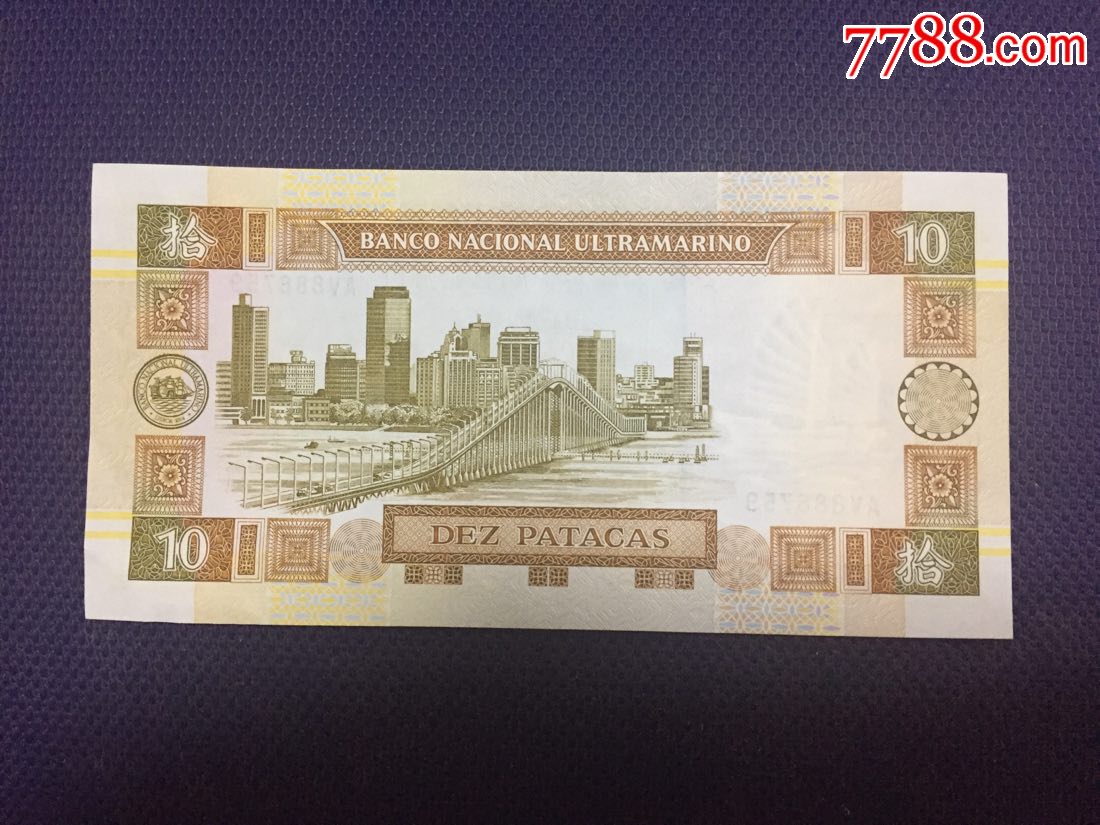 7788.com
拾
BANCO NACIONAL ULTRAMARINO
10
10
DEZ PATACAS
拾